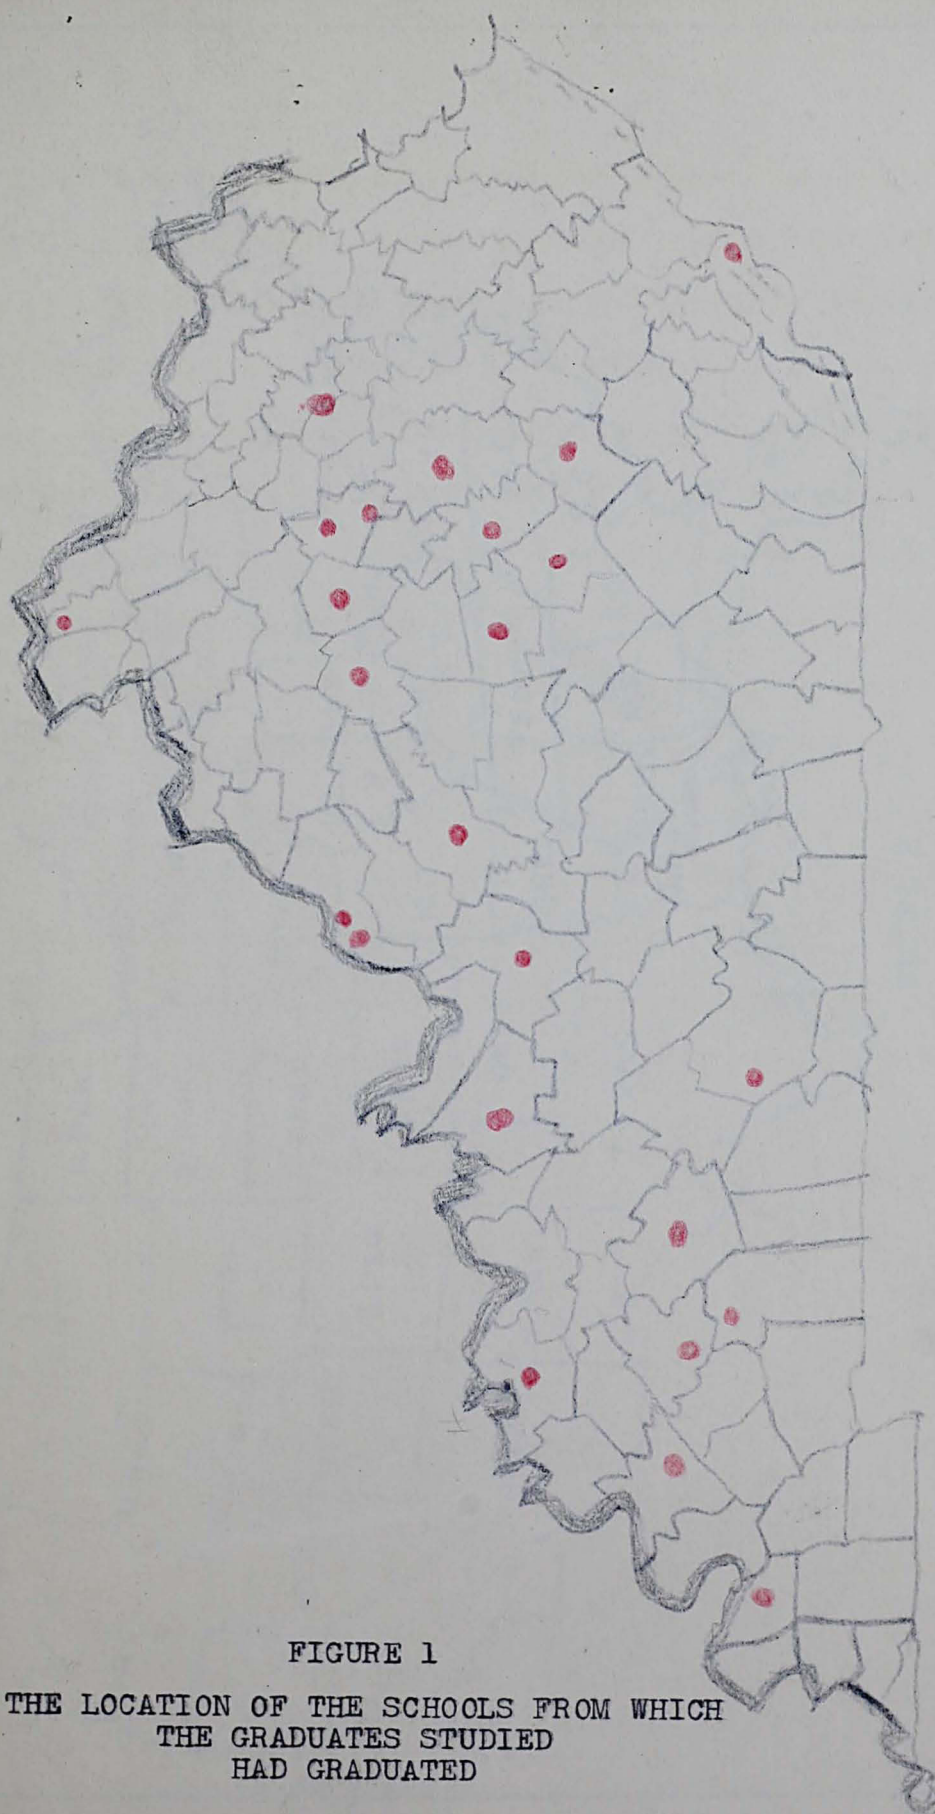 FIGURE 1
THE LOCATION OF THE SCHOOLS FROM WHICH
THE GRADUATES STUDIED
HAD GRADUATED